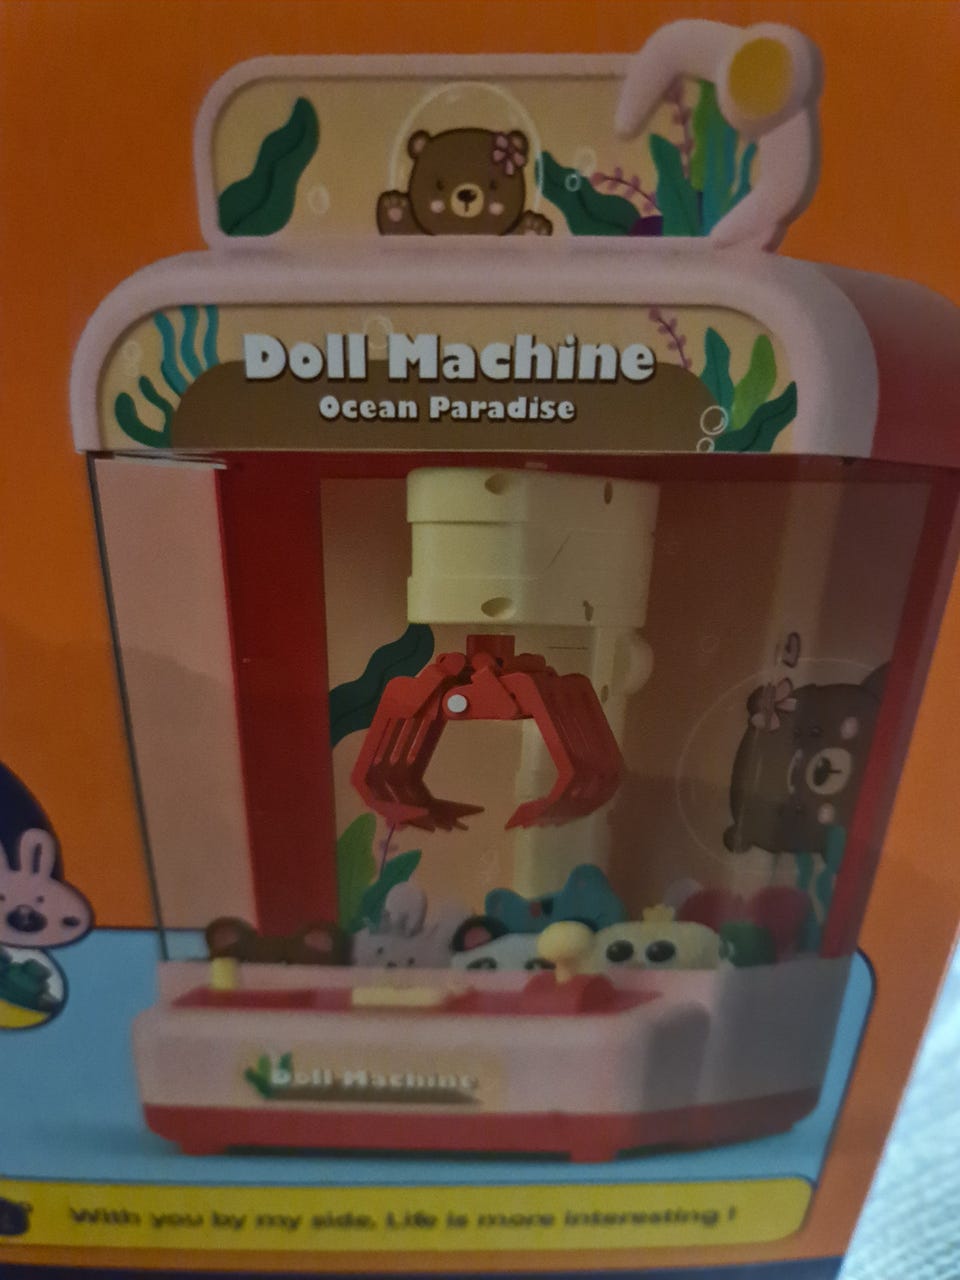 Doll Machine
Ocean Paradise
Doll Machine
With you by my side, Life is more interesting !